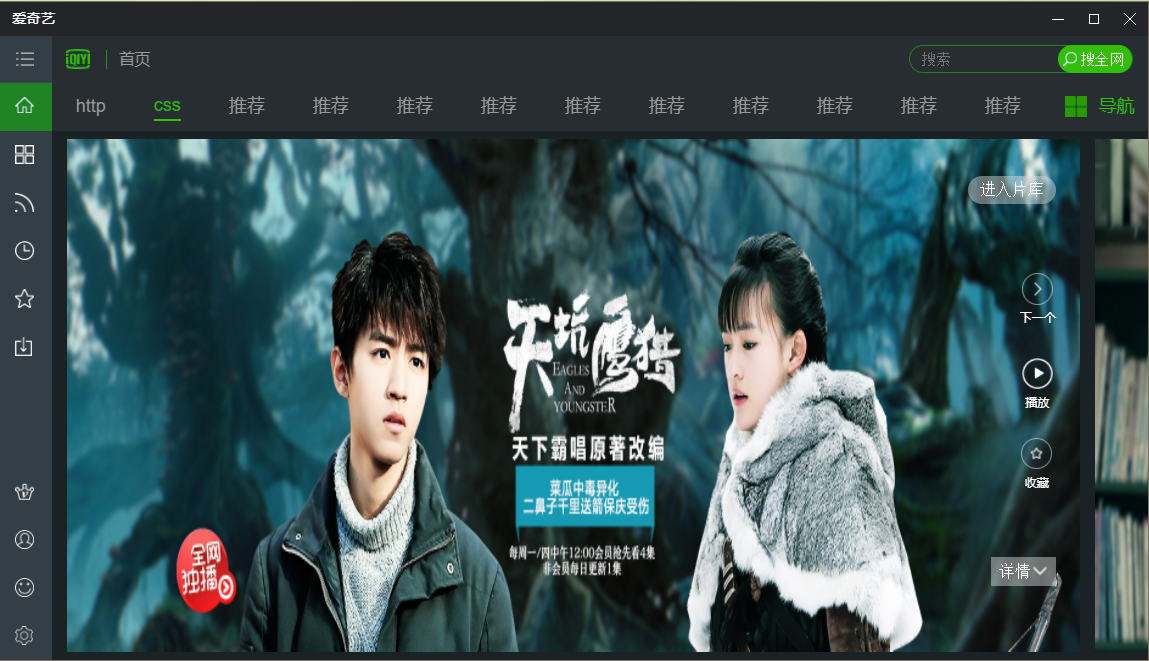 爱奇艺
iQIYI 首页 搜索 搜全网
http css 推荐 推荐 推荐 推荐 推荐 推荐 推荐 推荐 推荐 推荐 导航
进入片库
下一个
天坑鹰猎
EAGLES
AND
YOUNGSTER
播放
天下霸唱原著改编
收藏
菜瓜中毒异化
二鼻子千里送箭保庆受伤
全网
独播
每周一/四中午12:00会员抢先看4集
非会员每日更新1集
详情